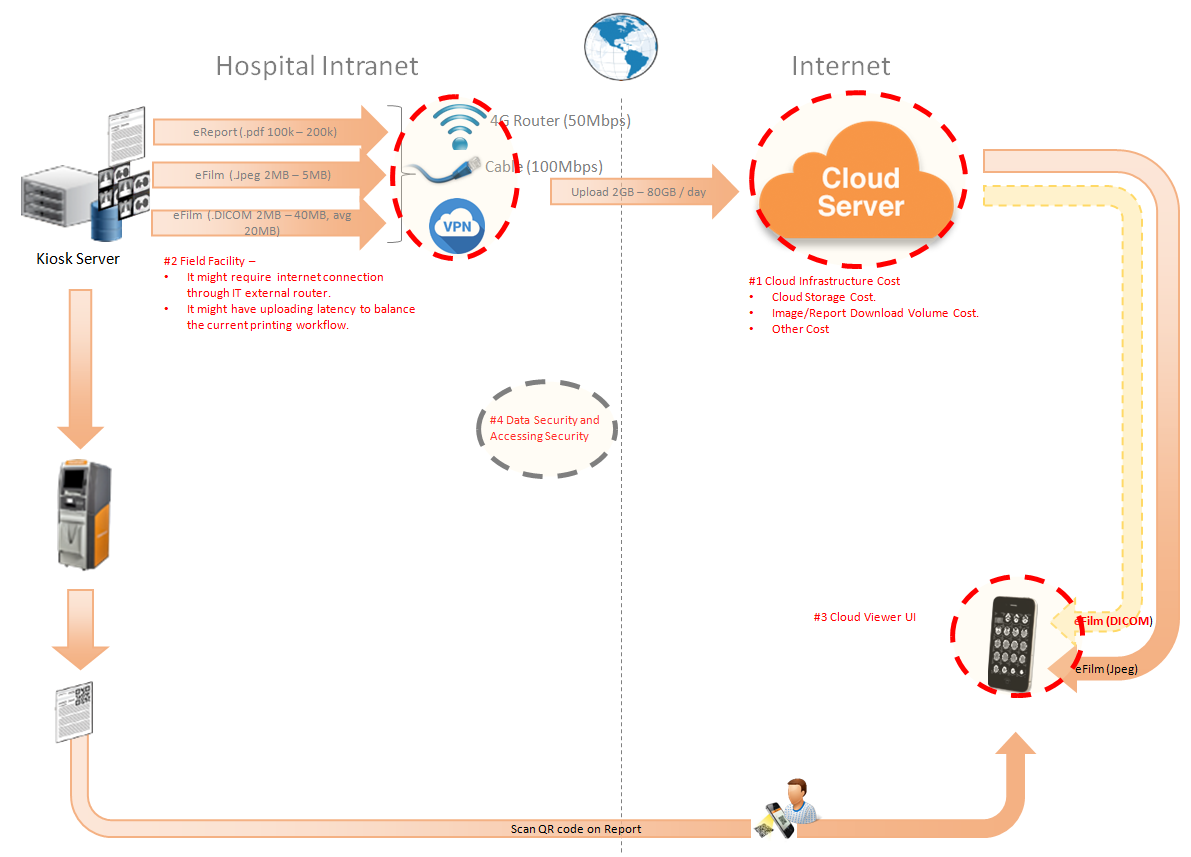 Hospital Intranet
Internet
eReport (.pdf 100k – 200k)
4G Router (50Mbps)
eFilm (.Jpeg 2MB – 5MB)
Cable (100Mbps)
eFilm (.DICOM 2MB – 40MB, avg
20MB)
VPN
Upload 2GB – 80GB / day
Cloud
Server
Kiosk Server
#2 Field Facility –
• It might require internet connection
through IT external router.
• It might have uploading latency to balance
the current printing workflow.
#1 Cloud Infrastructure Cost
• Cloud Storage Cost.
• Image/Report Download Volume Cost.
• Other Cost
#4 Data Security and
Accessing Security
#3 Cloud Viewer UI
eFilm (DICOM)
eFilm (Jpeg)
Scan QR code on Report